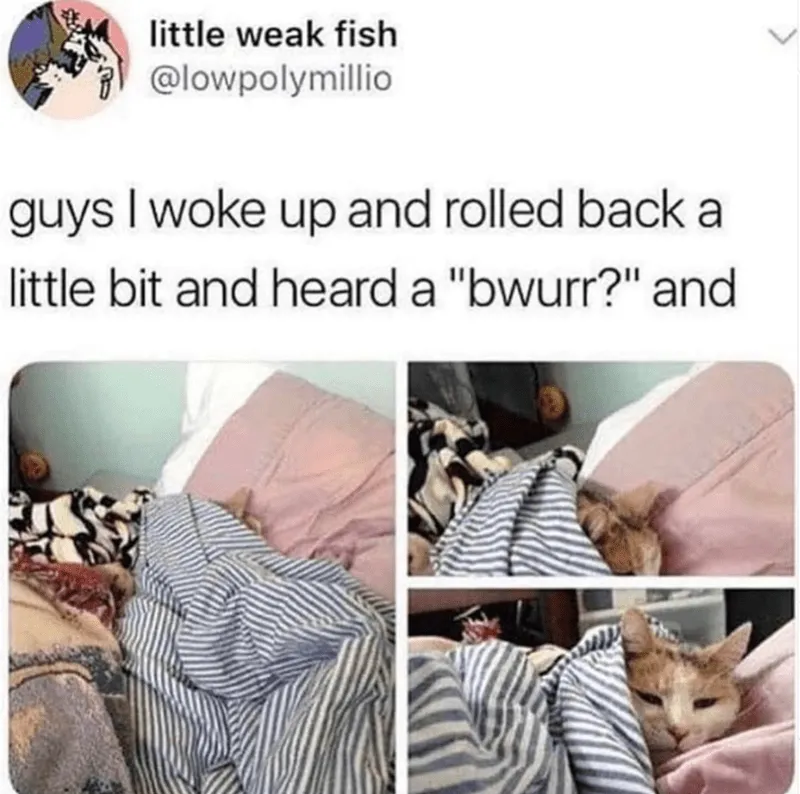 little weak fish
@lowpolymillio
guys I woke up and rolled back a
little bit and heard a "bwurr?" and